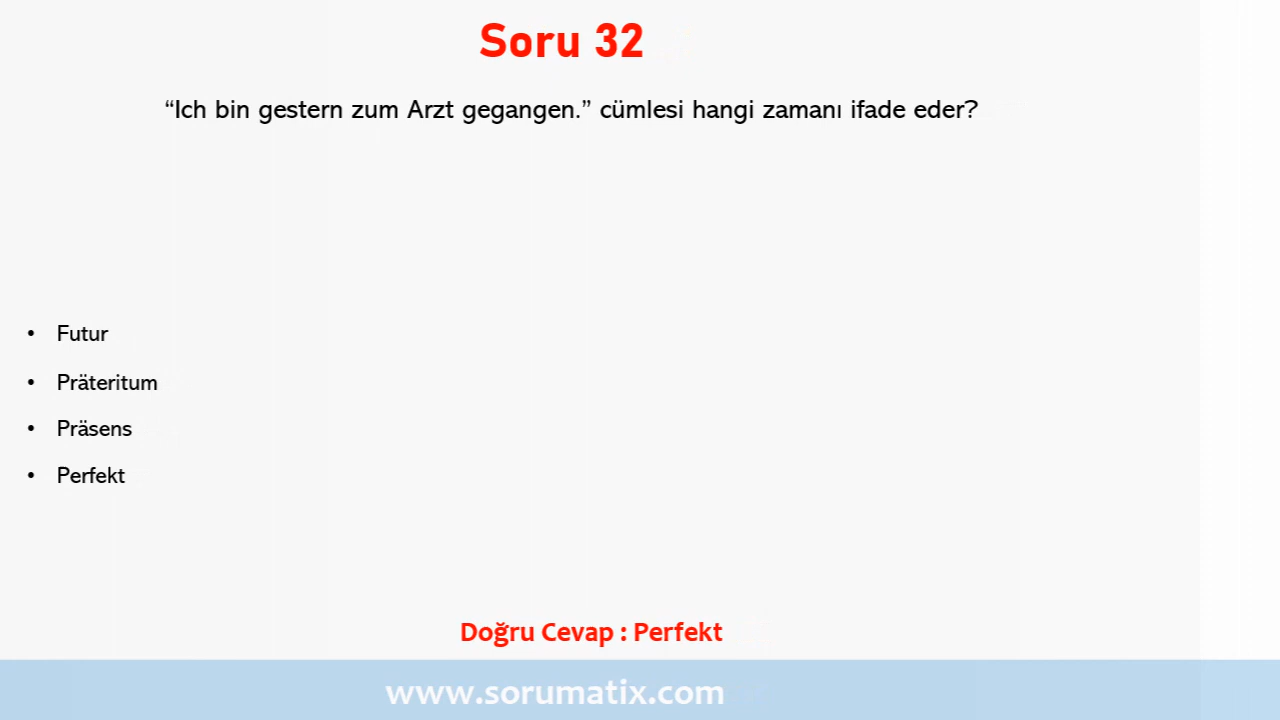 Soru 32
“Ich bin gestern zum Arzt gegangen.” cümlesi hangi zamanı ifade eder?
• Futur
• Präteritum
• Präsens
• Perfekt
Doğru Cevap : Perfekt
www.sorumatix.com